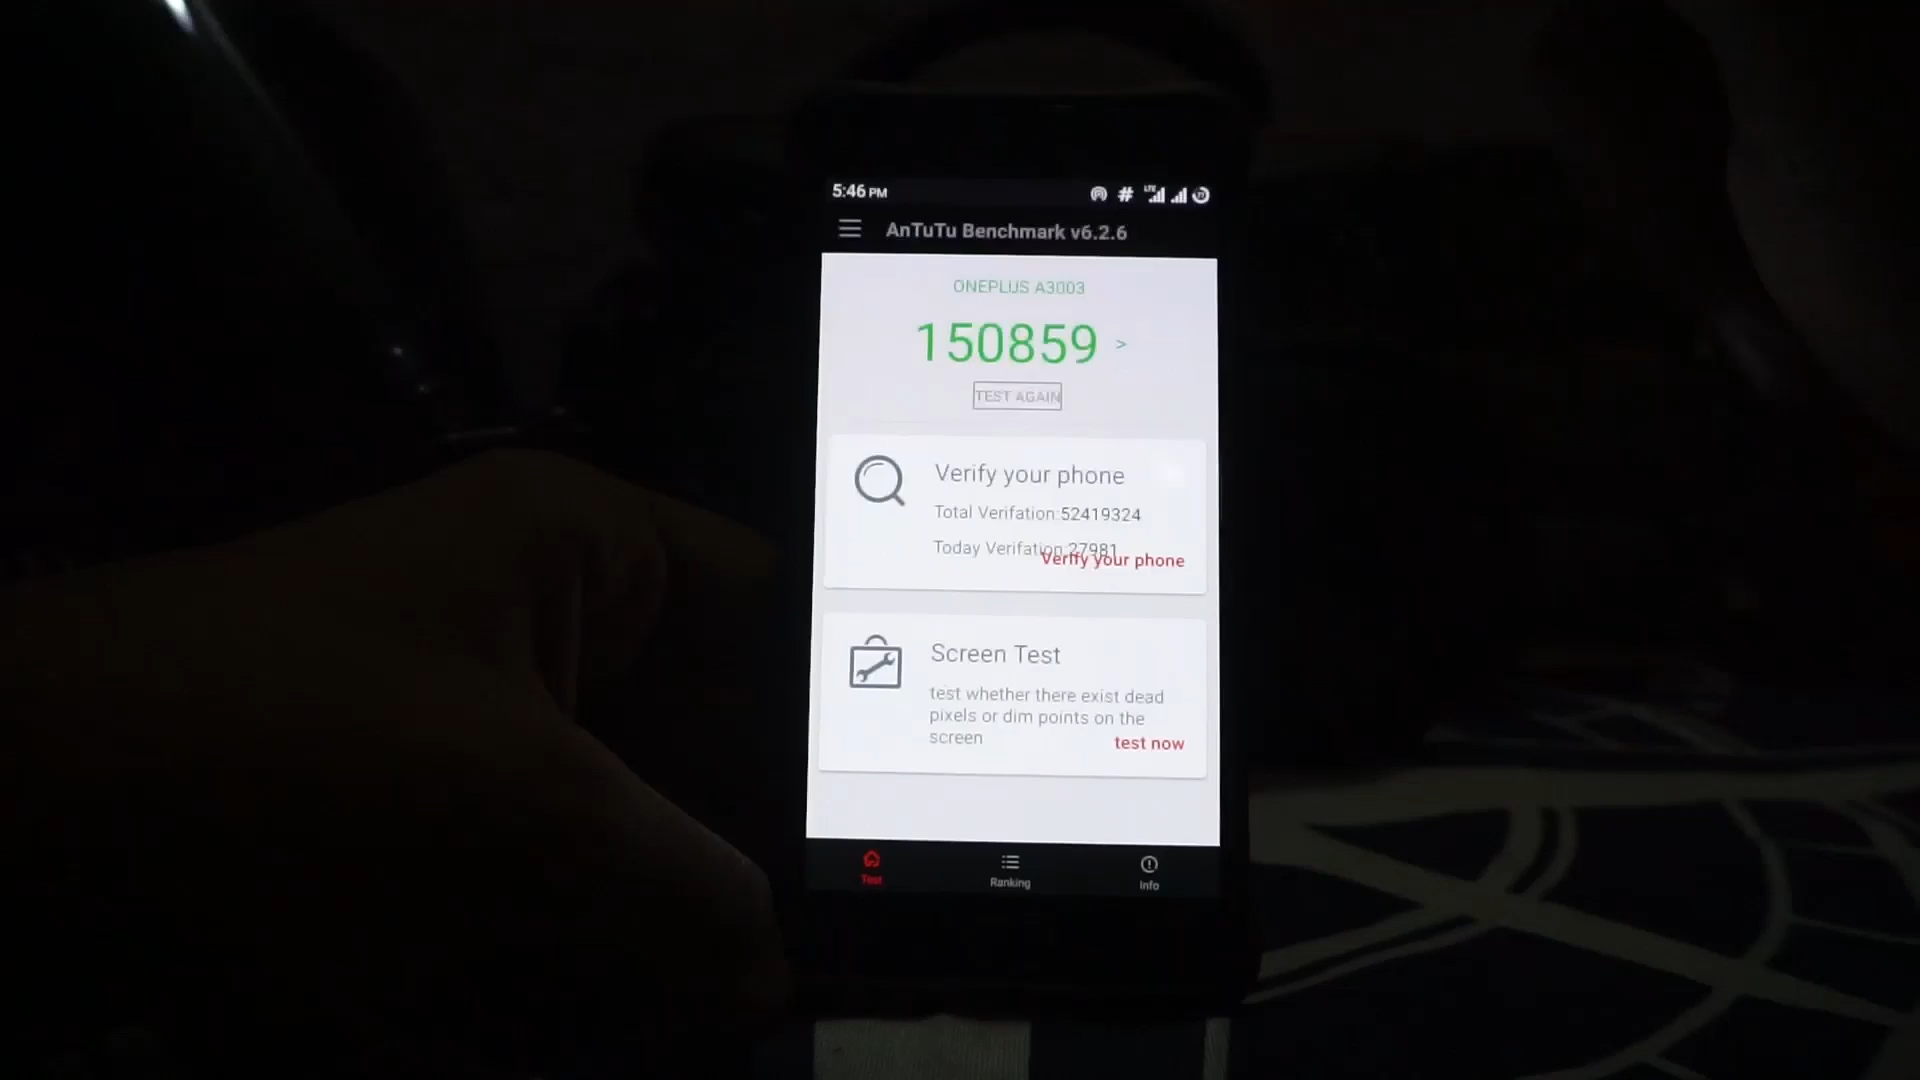 5:46 PM
#
LTE
AnTuTu Benchmark v6.2.6
ONEPLUS A3003
150859 >
TEST AGAIN
Verify your phone
Total Verifation:52419324
Today Verifation:27981
Verify your phone
Screen Test
test whether there exist dead
pixels or dim points on the
screen
test now
Test
Ranking
Info